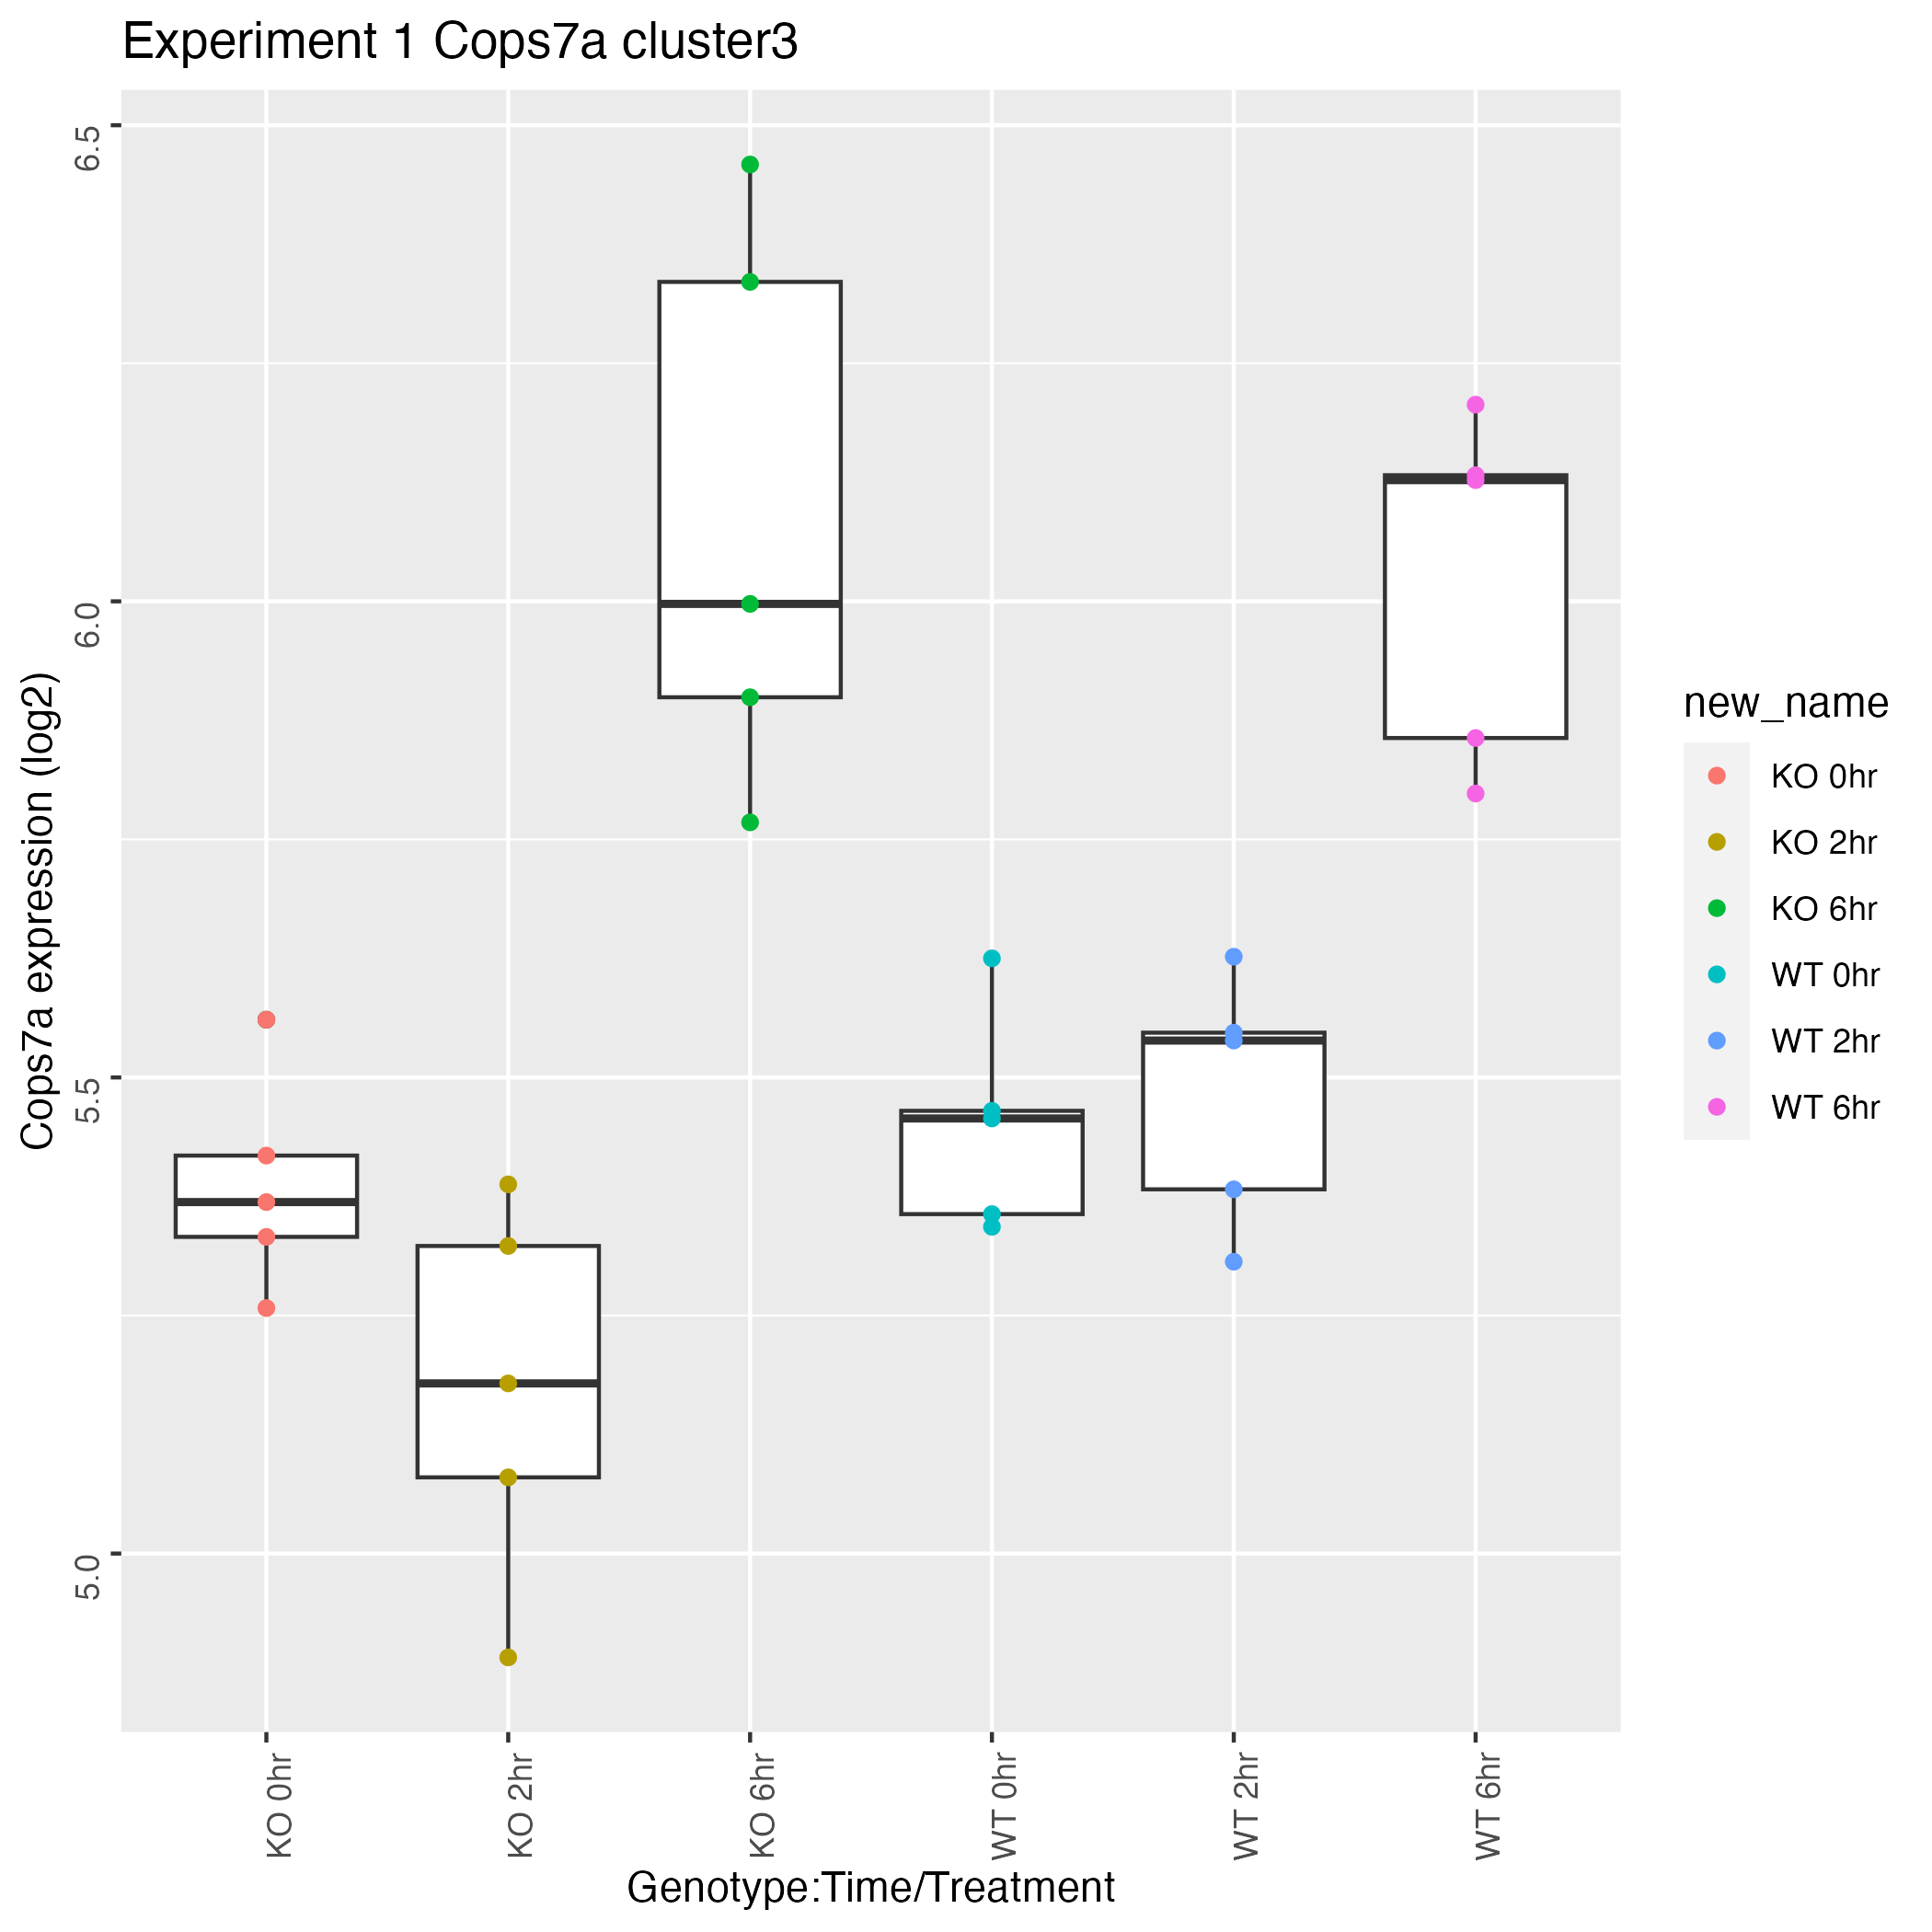 Experiment 1 Cops7a cluster3
Cops7a expression (log2)
6.5
6.0
5.5
5.0
KO 0hr
KO 2hr
KO 6hr
WT 0hr
WT 2hr
WT 6hr
Genotype:Time/Treatment
new_name
KO 0hr
KO 2hr
KO 6hr
WT 0hr
WT 2hr
WT 6hr